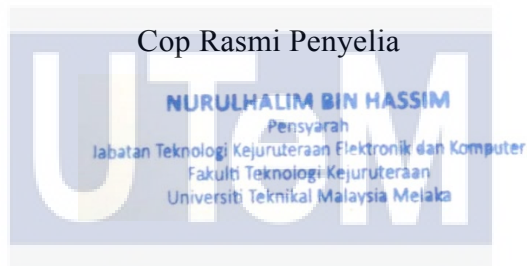 Cop Rasmi Penyelia
NURULHALIM BIN HASSIM
Pensyarah
Jabatan Teknologi Kejuruteraan Elektronik dan Komputer
Fakulti Teknologi Kejuruteraan
Universiti Teknikal Malaysia Melaka
UTeM